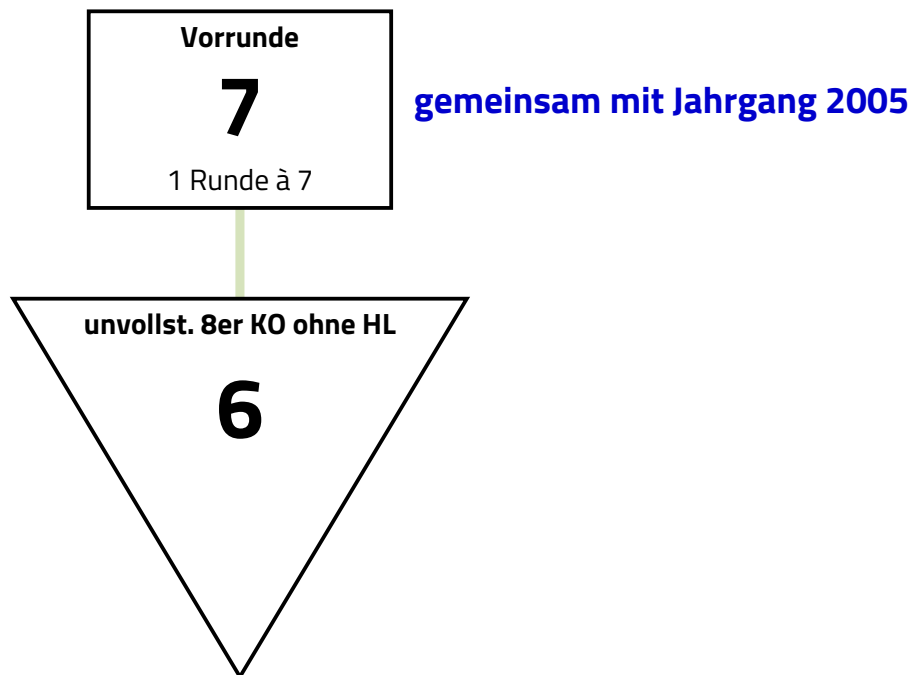 Vorrunde
7
gemeinsam mit Jahrgang 2005
1 Runde à 7
unvollst. 8er KO ohne HL
6